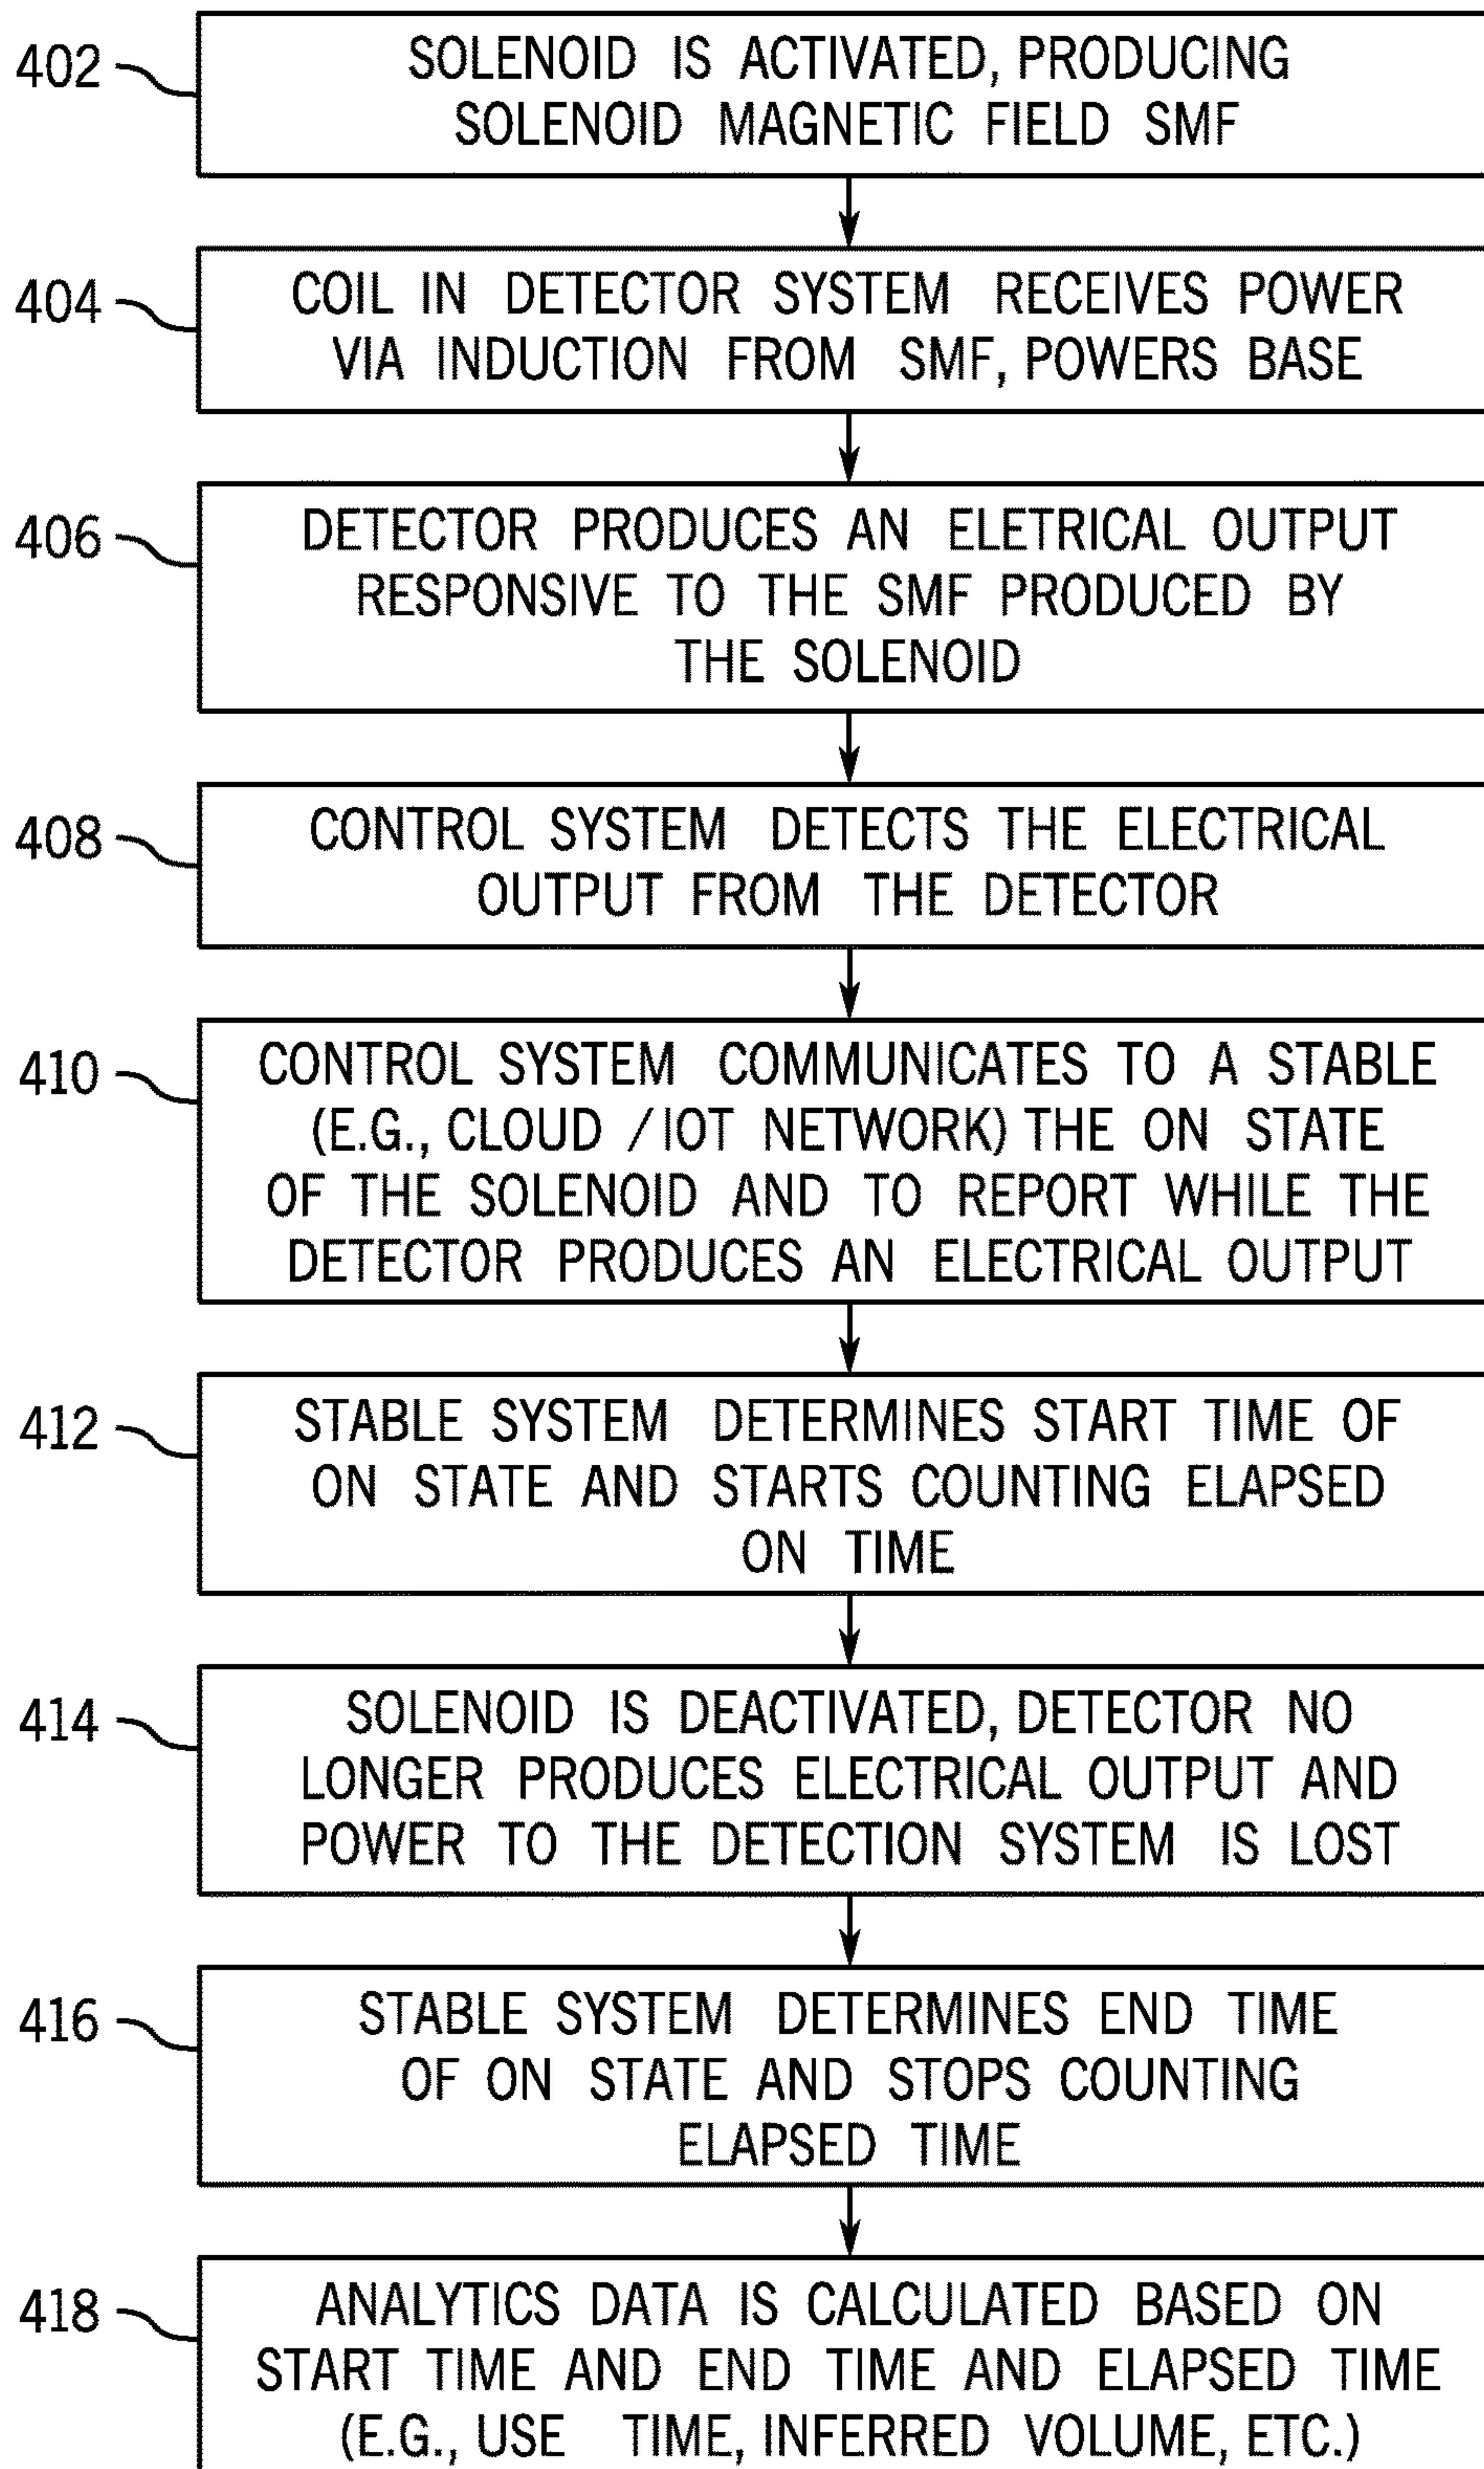 402
SOLENOID IS ACTIVATED, PRODUCING
SOLENOID MAGNETIC FIELD SMF
404
COIL IN DETECTOR SYSTEM RECEIVES POWER
VIA INDUCTION FROM SMF, POWERS BASE
406
DETECTOR PRODUCES AN ELETRICAL OUTPUT
RESPONSIVE TO THE SMF PRODUCED BY
THE SOLENOID
408
CONTROL SYSTEM DETECTS THE ELECTRICAL
OUTPUT FROM THE DETECTOR
410
CONTROL SYSTEM COMMUNICATES TO A STABLE
(E.G., CLOUD /IOT NETWORK) THE ON STATE
OF THE SOLENOID AND TO REPORT WHILE THE
DETECTOR PRODUCES AN ELECTRICAL OUTPUT
412
STABLE SYSTEM DETERMINES START TIME OF
ON STATE AND STARTS COUNTING ELAPSED
ON TIME
414
SOLENOID IS DEACTIVATED, DETECTOR NO
LONGER PRODUCES ELECTRICAL OUTPUT AND
POWER TO THE DETECTION SYSTEM IS LOST
416
STABLE SYSTEM DETERMINES END TIME
OF ON STATE AND STOPS COUNTING
ELAPSED TIME
418
ANALYTICS DATA IS CALCULATED BASED ON
START TIME AND END TIME AND ELAPSED TIME
(E.G., USE TIME, INFERRED VOLUME, ETC.)